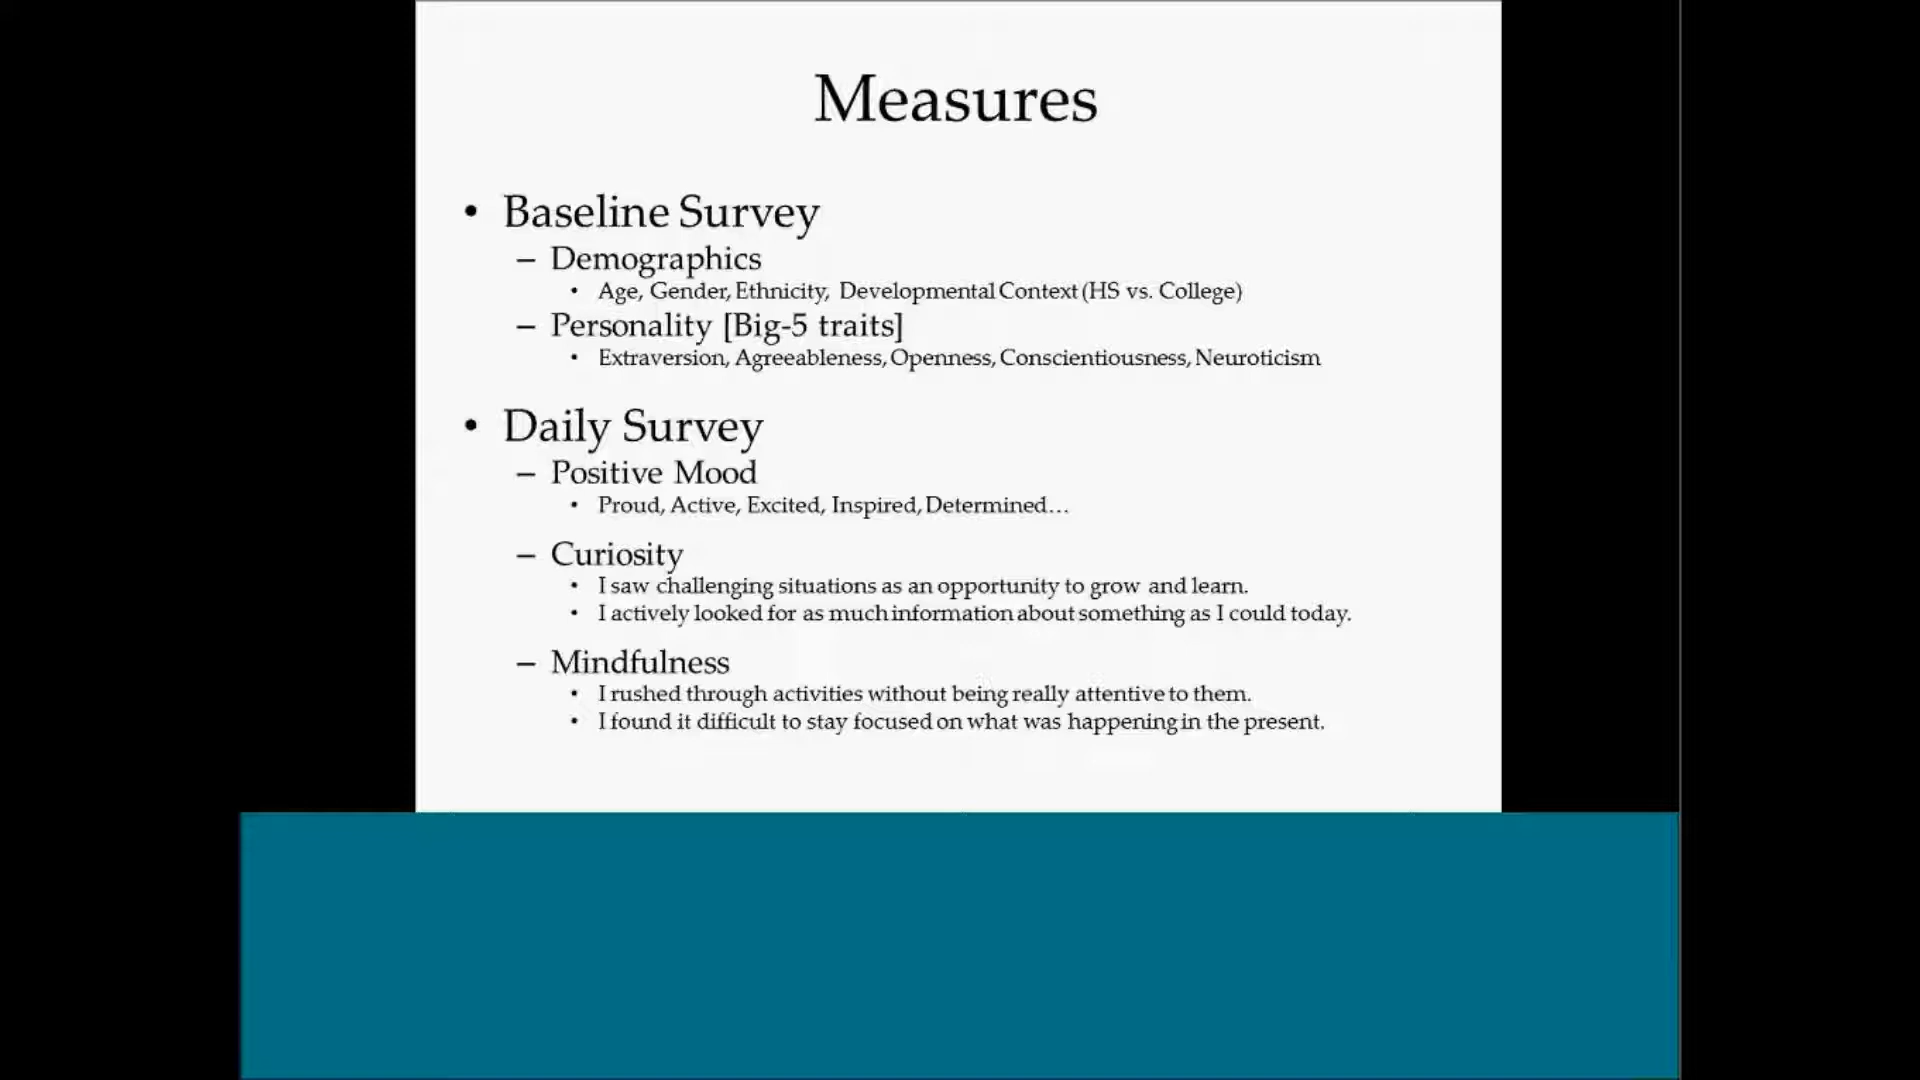 Measures
• Baseline Survey
– Demographics
• Age, Gender, Ethnicity, Developmental Context (HS vs. College)
– Personality [Big-5 traits]
• Extraversion, Agreeableness, Openness, Conscientiousness, Neuroticism
• Daily Survey
– Positive Mood
• Proud, Active, Excited, Inspired, Determined…
– Curiosity
• I saw challenging situations as an opportunity to grow and learn.
• I actively looked for as much information about something as I could today.
– Mindfulness
• I rushed through activities without being really attentive to them.
• I found it difficult to stay focused on what was happening in the present.